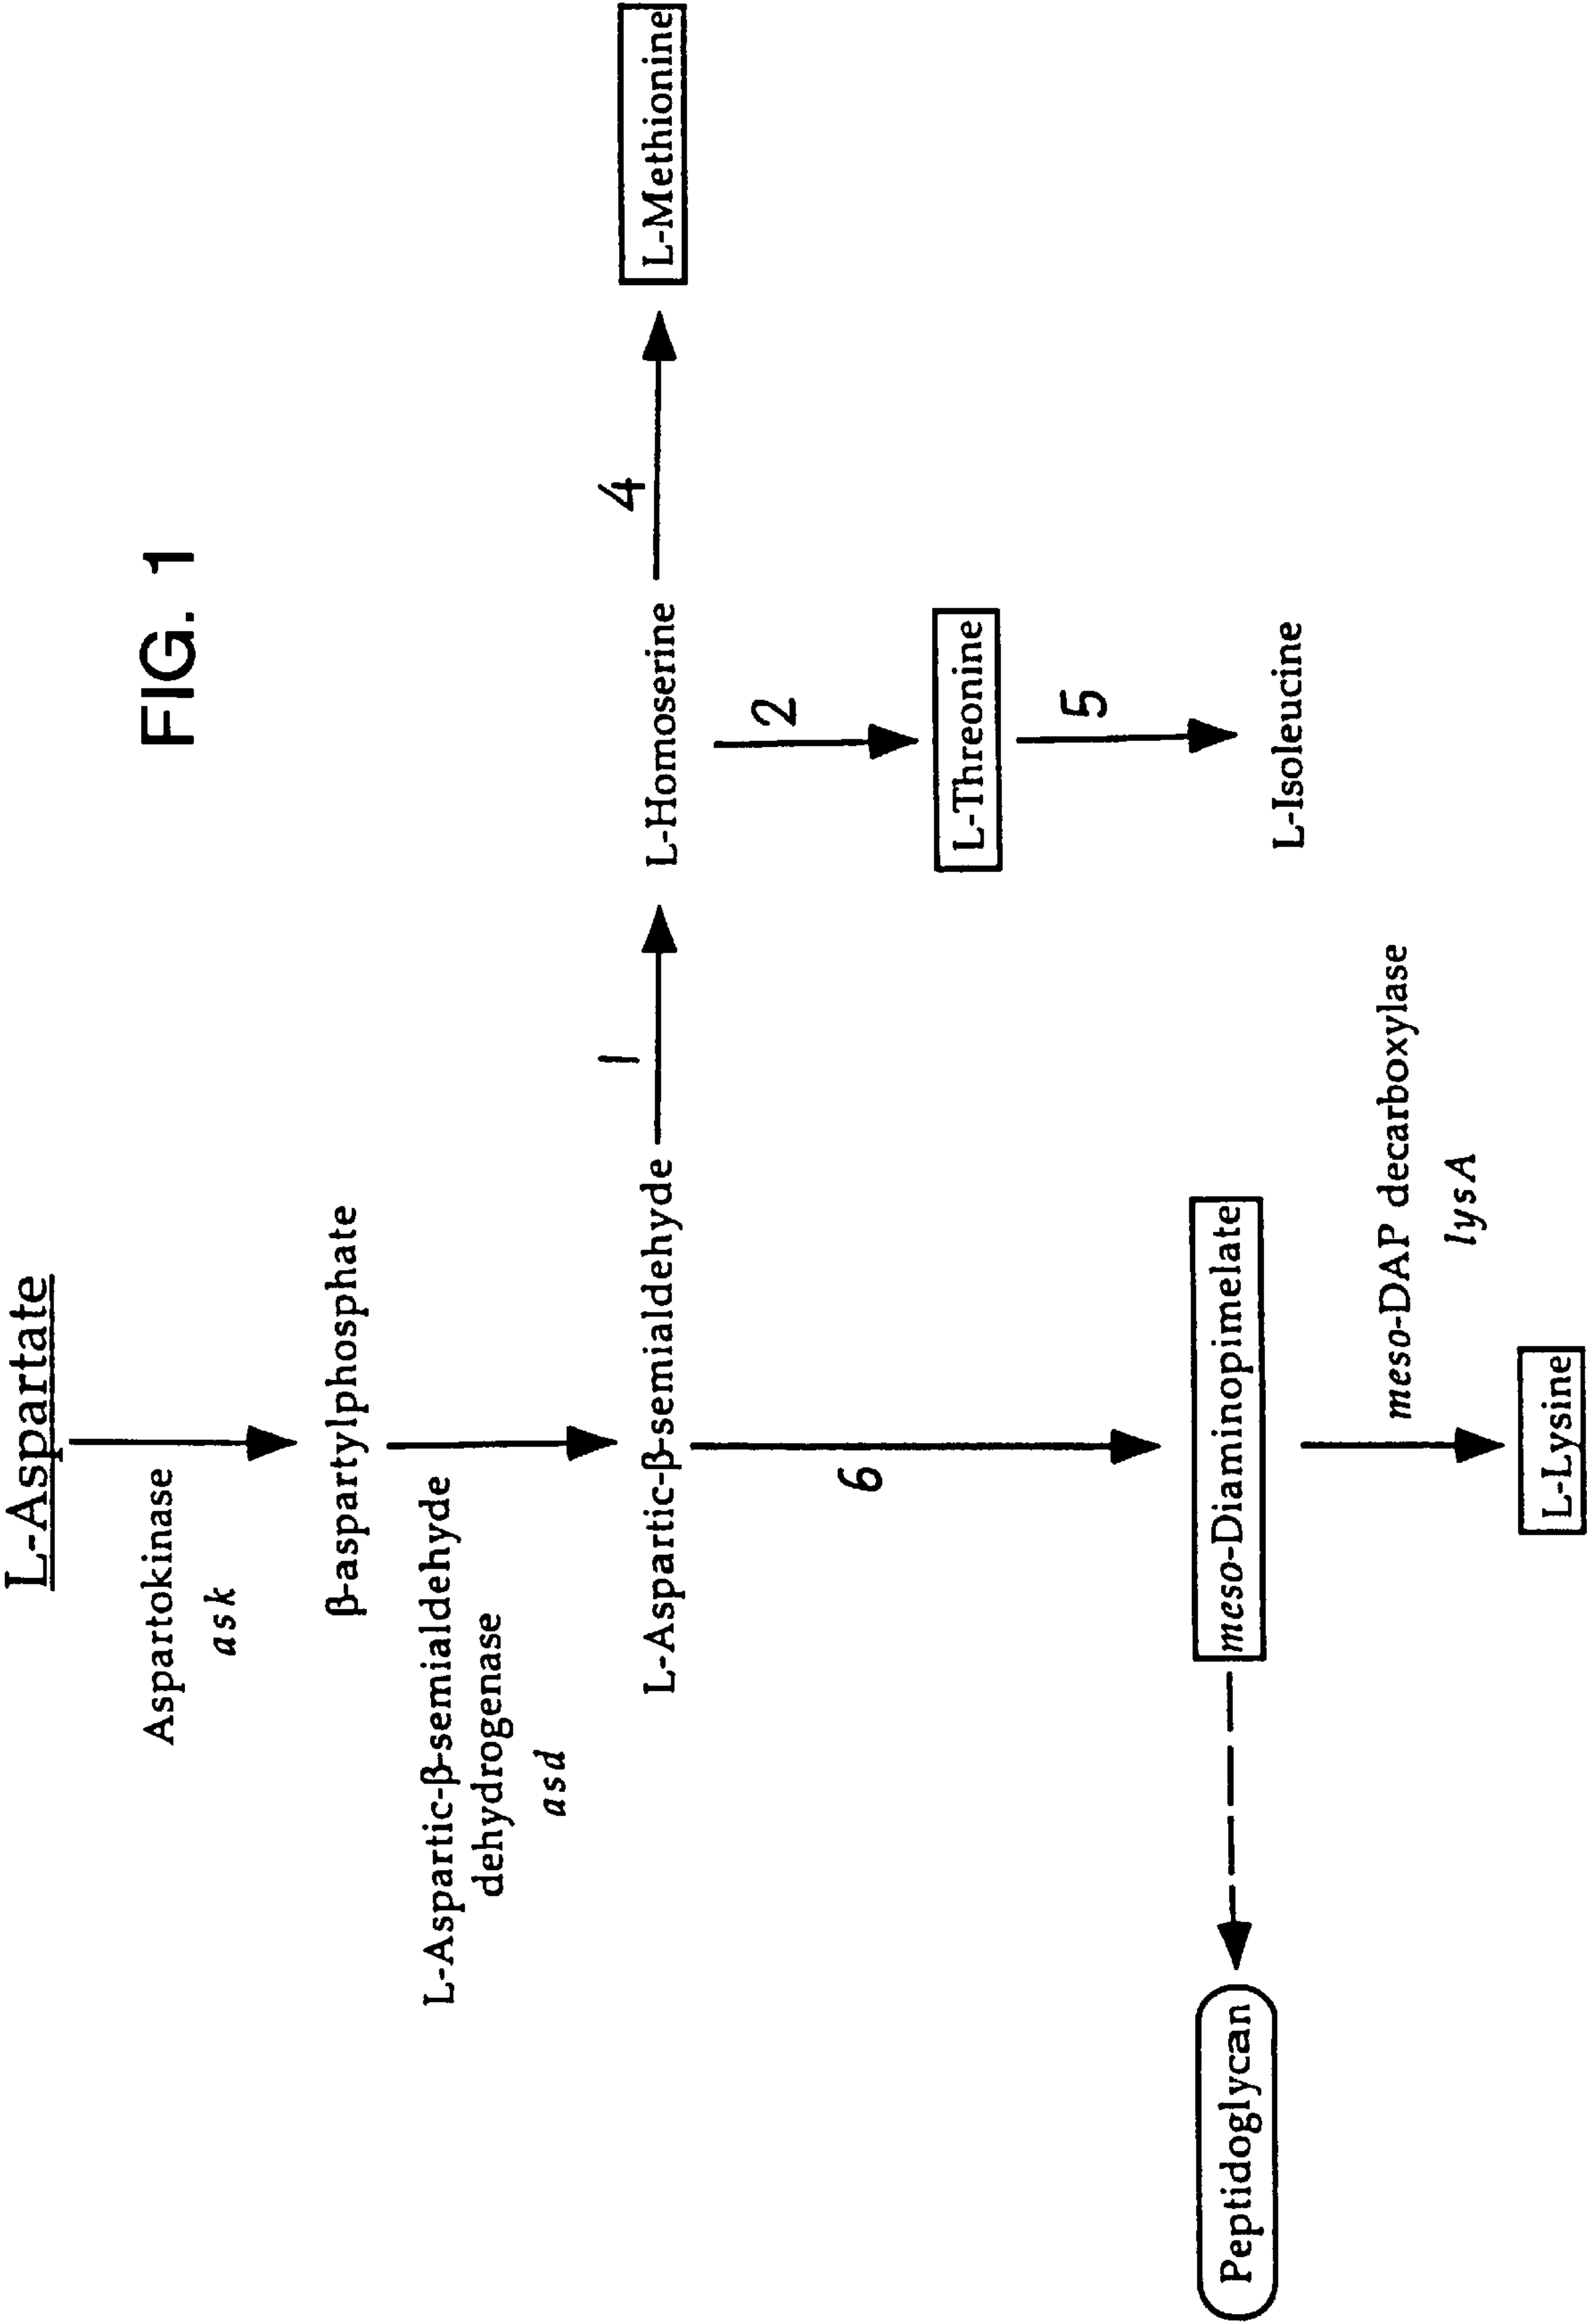 FIG. 1
L-Aspartate
Aspartokinase
ask
β-aspartylphosphate
L-Aspartic-β-semialdehyde
dehydrogenase
asd
L-Aspartic-β-semialdehyde
1
L-Homoserine
4
L-Methionine
2
L-Threonine
5
L-Isoleucine
6
meso-Diaminopimelate
Peptidoglycan
meso-DAP decarboxylase
lysA
L-Lysine